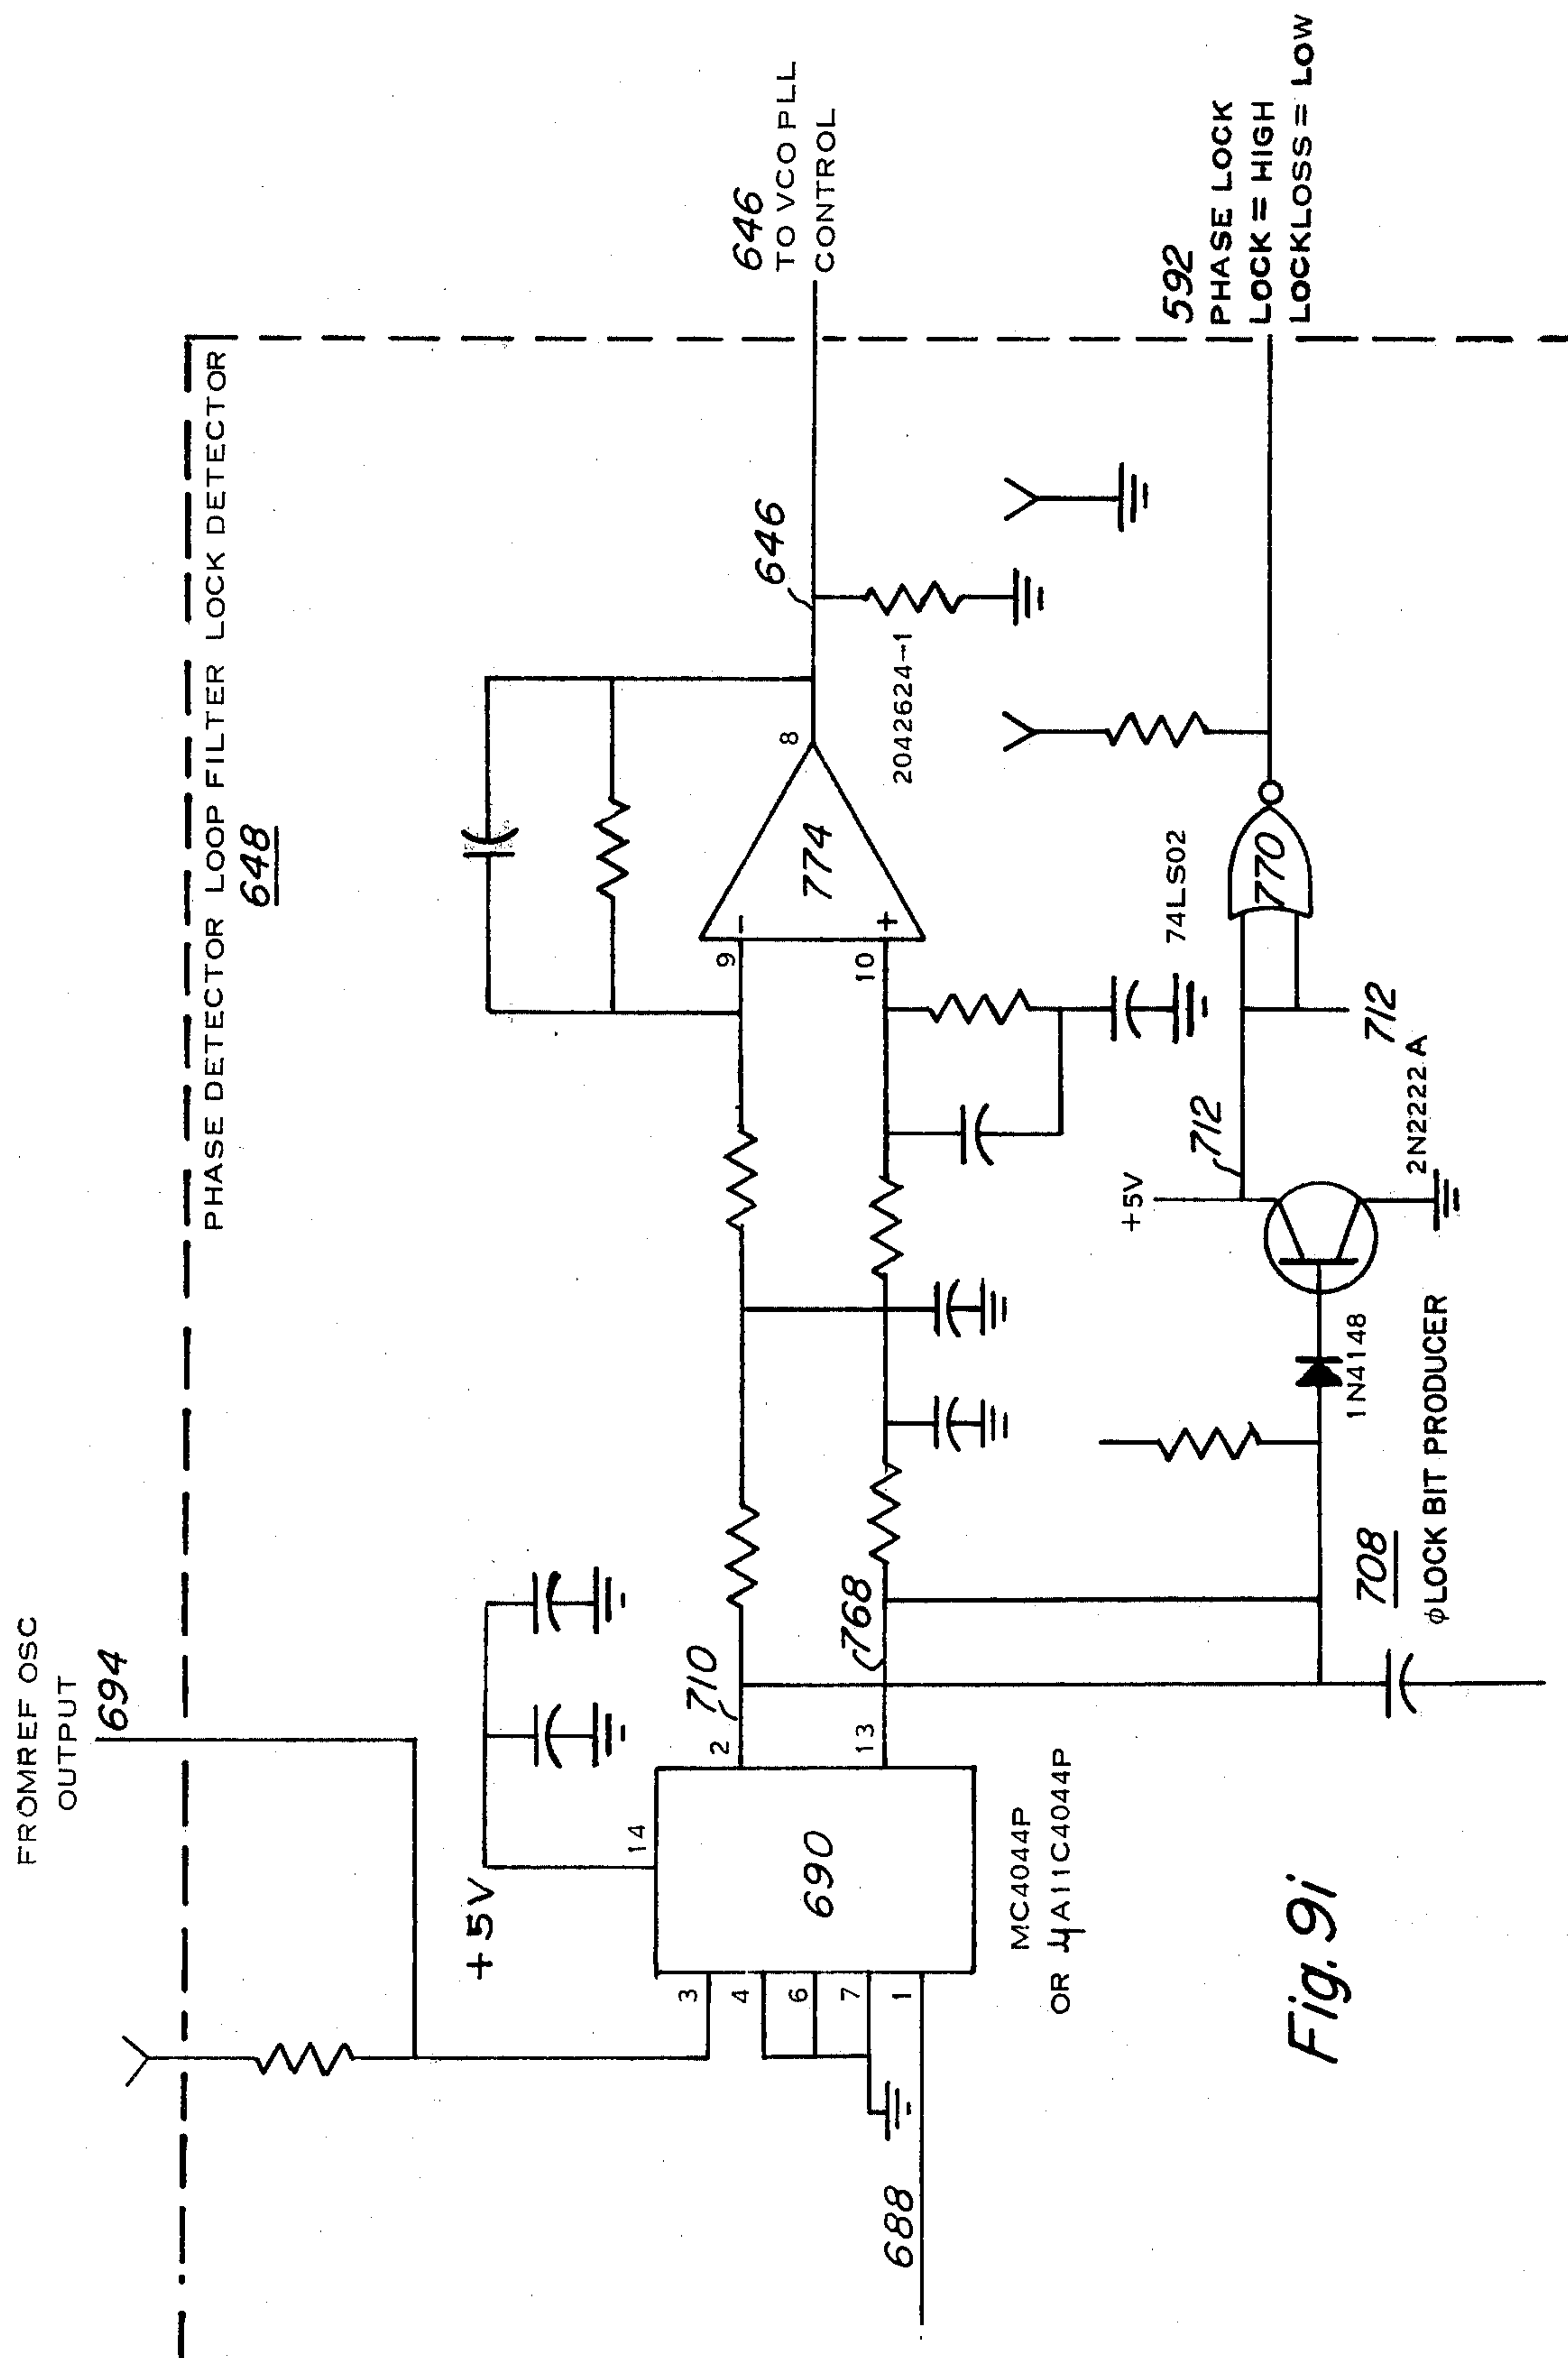 FROMREF OSC
OUTPUT
694
PHASE DETECTOR LOOP FILTER LOCK DETECTOR
648
+5V
14
3
4
6
7
1
690
2
13
710
768
688
MC4044P
OR µA11C4044P
9
10
-
+
774
8
2042624-1
646
646
TO VCO PLL
CONTROL
+5V
712
712
74LS02
770
2N2222A
1N4148
708
φLOCK BIT PRODUCER
592
PHASE LOCK
LOCK = HIGH
LOCKLOSS = LOW
Fig. 9i